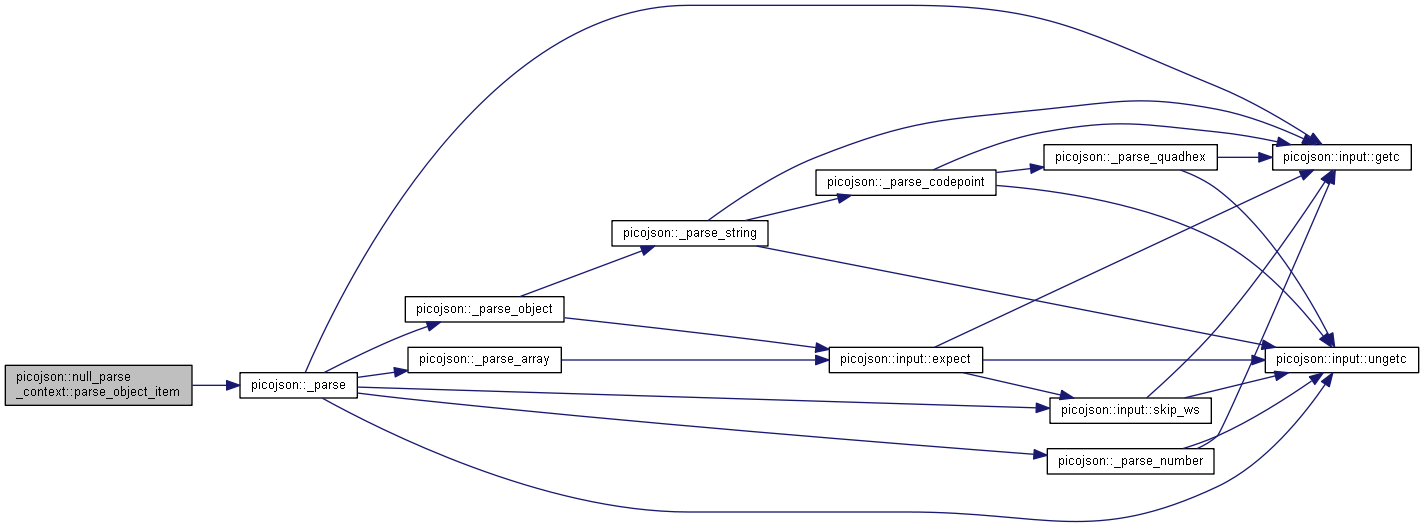 picojson::null_parse
_context::parse_object_item
picojson::_parse
picojson::_parse_object
picojson::_parse_array
picojson::_parse_string
picojson::_parse_codepoint
picojson::input::expect
picojson::_parse_quadhex
picojson::input::skip_ws
picojson::_parse_number
picojson::input::getc
picojson::input::ungetc